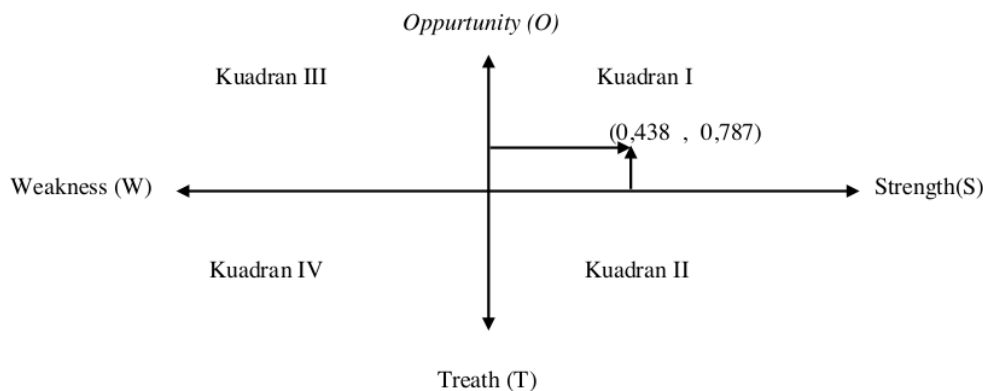 Oppurtunity (O)
Kuadran III
Kuadran I
(0,438 , 0,787)
Weakness (W)
Strength(S)
Kuadran IV
Kuadran II
Treath (T)